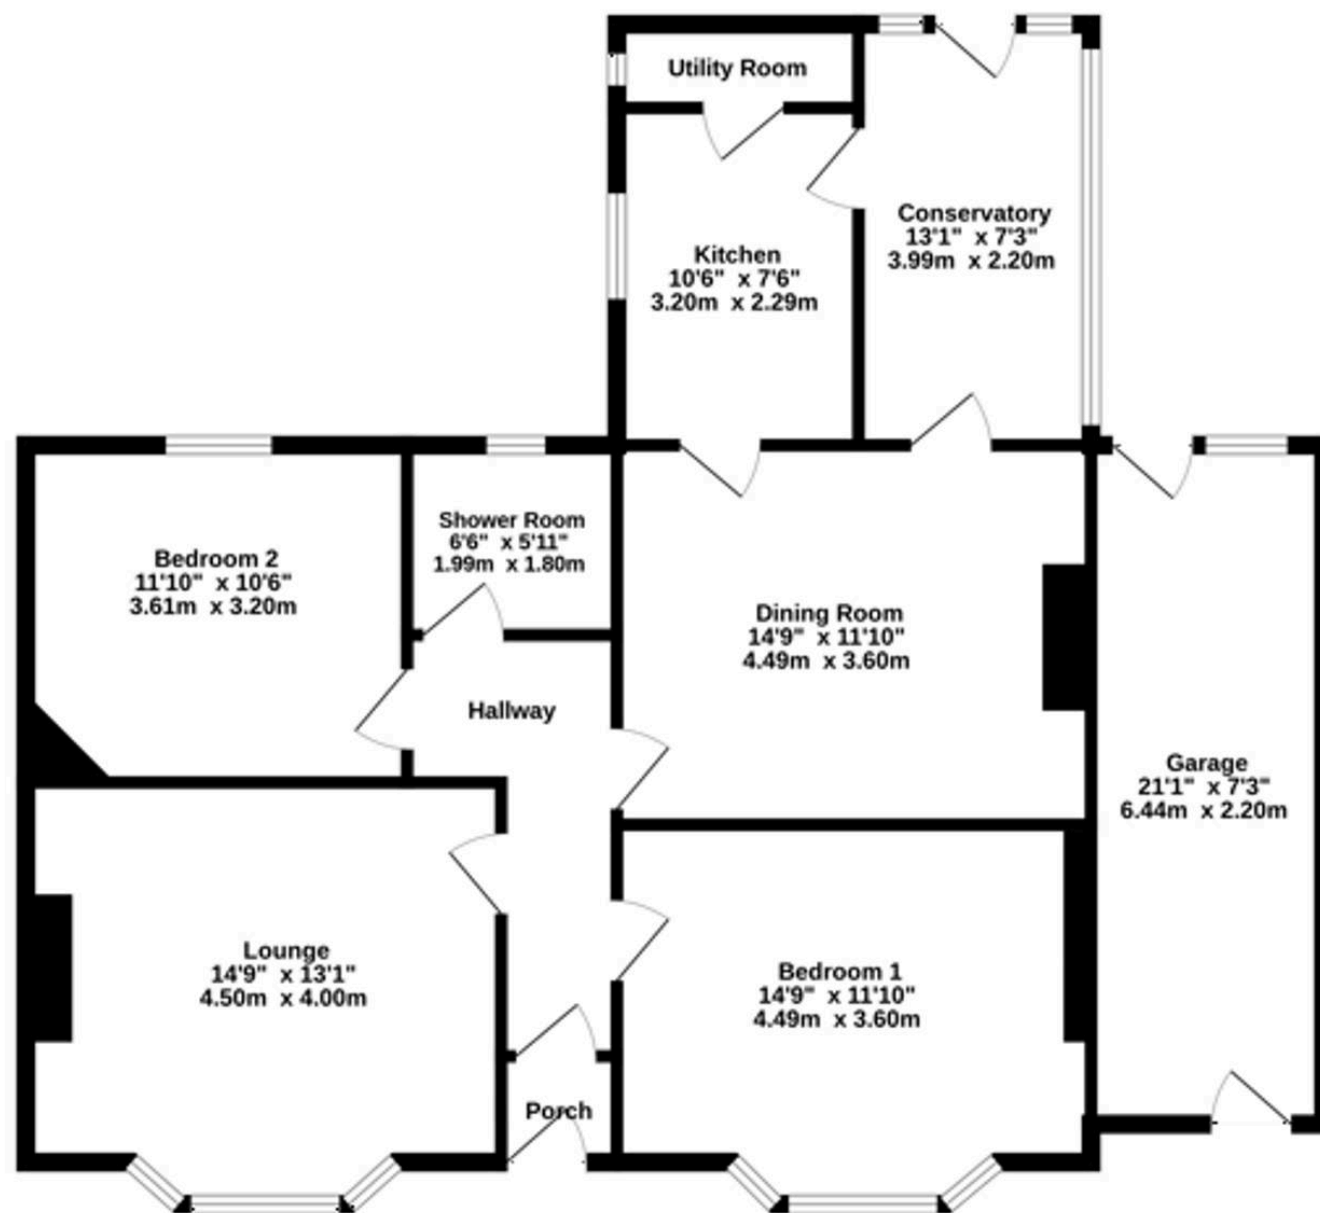 Utility Room
Conservatory
13'1" x 7'3"
3.99m x 2.20m
Kitchen
10'6" x 7'6"
3.20m x 2.29m
Shower Room
6'6" x 5'11"
1.99m x 1.80m
Bedroom 2
11'10" x 10'6"
3.61m x 3.20m
Dining Room
14'9" x 11'10"
4.49m x 3.60m
Hallway
Garage
21'1" x 7'3"
6.44m x 2.20m
Lounge
14'9" x 13'1"
4.50m x 4.00m
Bedroom 1
14'9" x 11'10"
4.49m x 3.60m
Porch